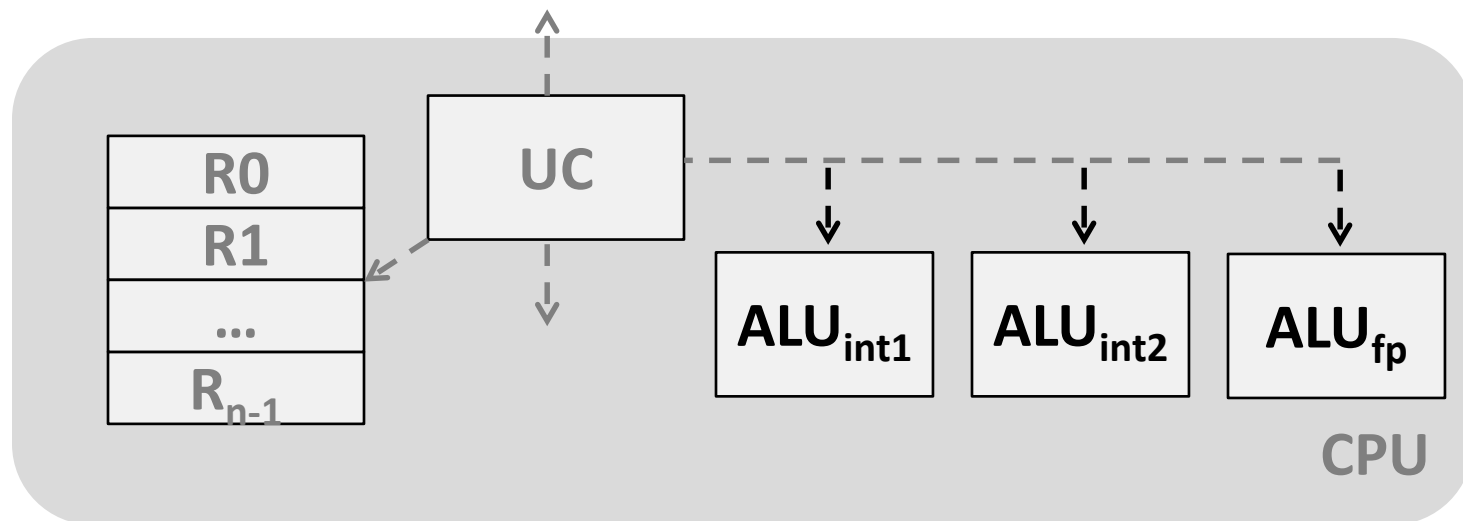 R0
R1
...
Rn-1
UC
ALUint1
ALUint2
ALUfp
CPU